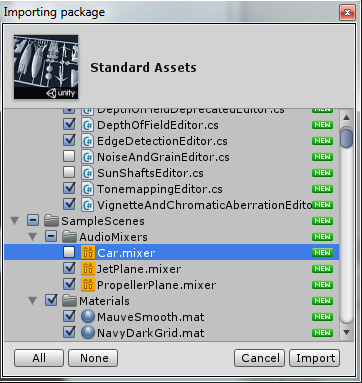 Importing package
Standard Assets
unity
DepthOfFieldDeprecatedEditor.cs NEW
DepthOfFieldEditor.cs NEW
EdgeDetectionEditor.cs NEW
NoiseAndGrainEditor.cs NEW
SunShaftsEditor.cs NEW
TonemappingEditor.cs NEW
VignetteAndChromaticAberrationEditor NEW
SampleScenes NEW
AudioMixers NEW
Car.mixer NEW
JetPlane.mixer NEW
PropellerPlane.mixer NEW
Materials NEW
MauveSmooth.mat NEW
NavyDarkGrid.mat NEW
All None Cancel Import